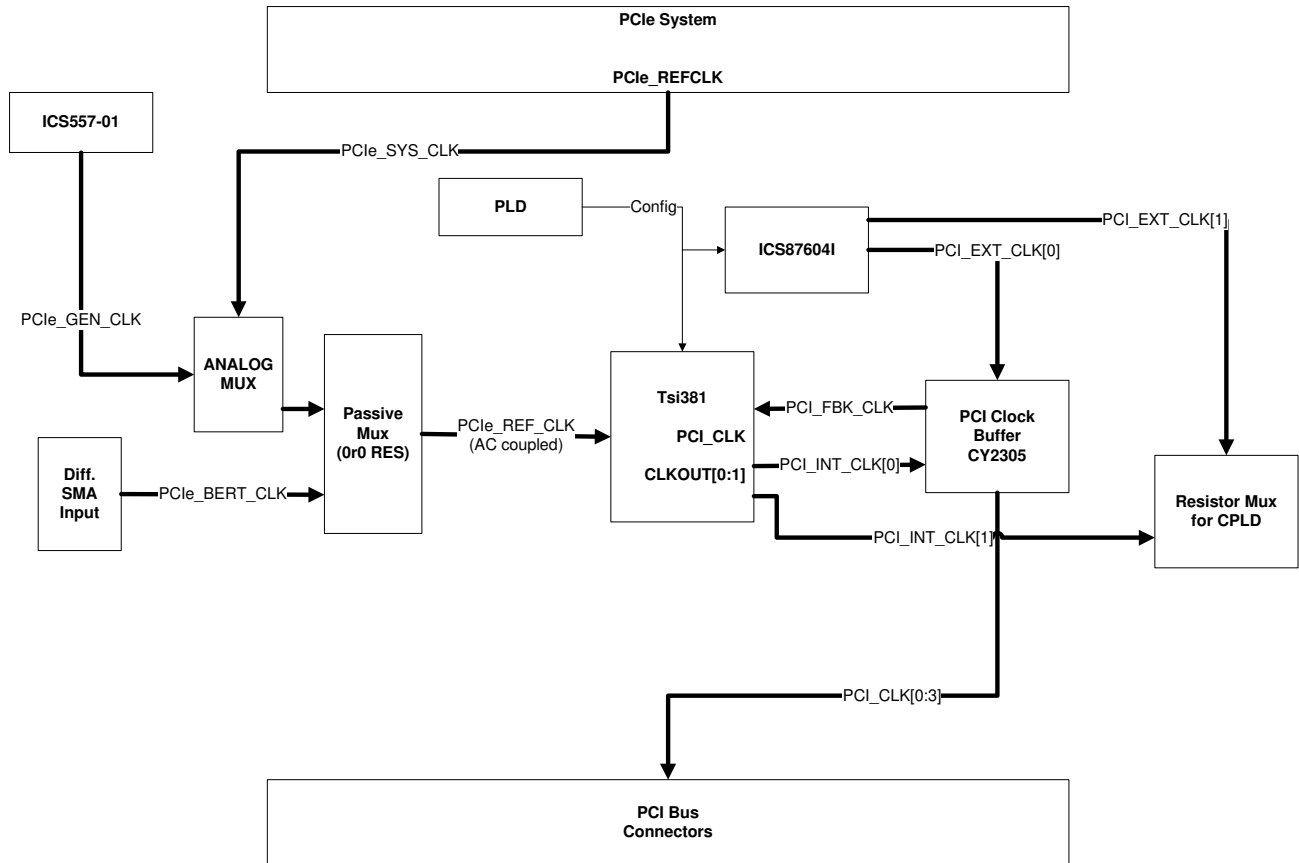 PCIe System
PCIe_REFCLK
ICS557-01
PCIe_SYS_CLK
PLD
Config
ICS87604I
PCI_EXT_CLK[1]
PCI_EXT_CLK[0]
PCIe_GEN_CLK
ANALOG
MUX
Passive
Mux
(0r0 RES)
PCIe_REF_CLK
(AC coupled)
Tsi381
PCI_CLK
CLKOUT[0:1]
PCI_FBK_CLK
PCI_INT_CLK[0]
PCI Clock
Buffer
CY2305
Diff.
SMA
Input
PCIe_BERT_CLK
PCI_INT_CLK[1]
Resistor Mux
for CPLD
PCI_CLK[0:3]
PCI Bus
Connectors